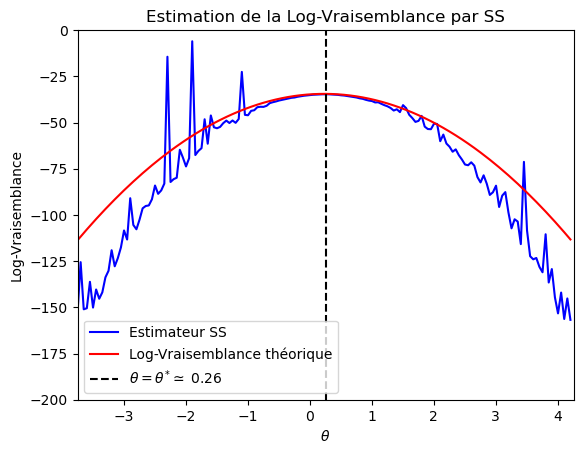 Estimation de la Log-Vraisemblance par SS
Log-Vraisemblance
0
−25
−50
−75
−100
−125
−150
−175
−200
Estimateur SS
Log-Vraisemblance théorique
θ = θ* ≃ 0.26
−3
−2
−1
0
1
2
3
4
θ